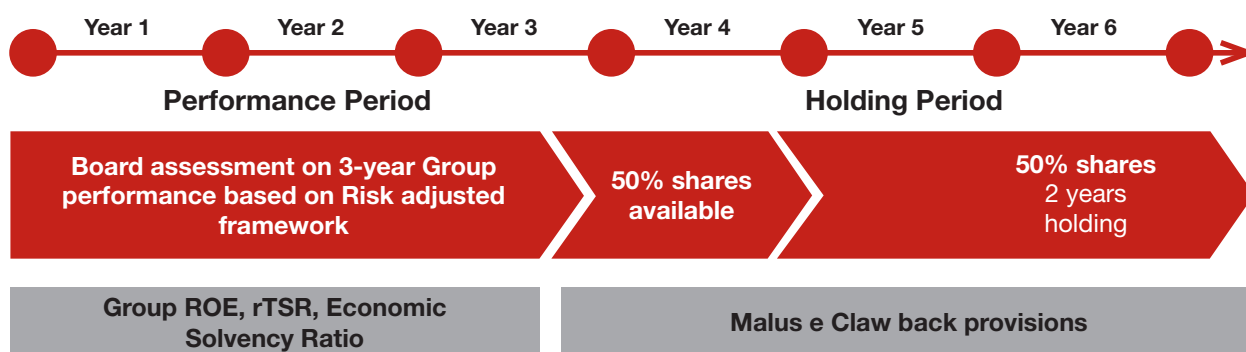 Year 1 Year 2 Year 3 Year 4 Year 5 Year 6
Performance Period Holding Period
Board assessment on 3-year Group
performance based on Risk adjusted
framework
50% shares
available
50% shares
2 years
holding
Group ROE, rTSR, Economic
Solvency Ratio
Malus e Claw back provisions